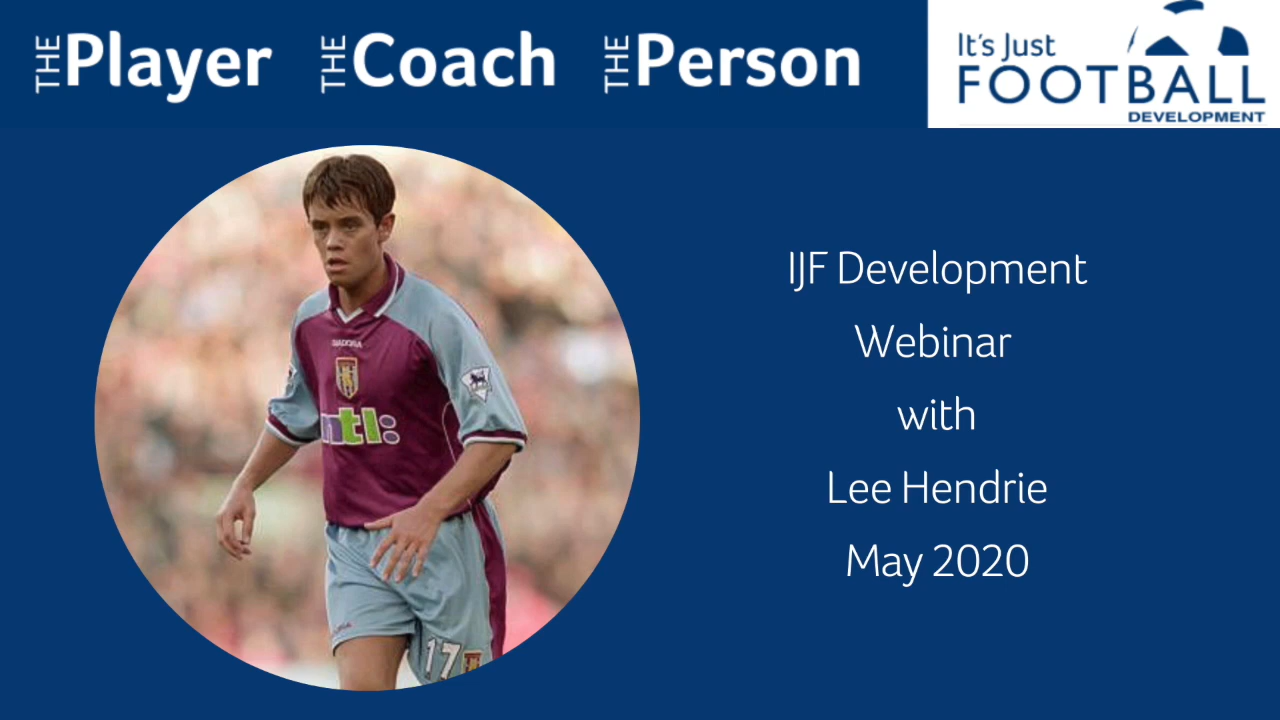 THE Player THE Coach THE Person
It's Just
FOOTBALL
DEVELOPMENT
DIADORA
ntl:
17
IJF Development
Webinar
with
Lee Hendrie
May 2020